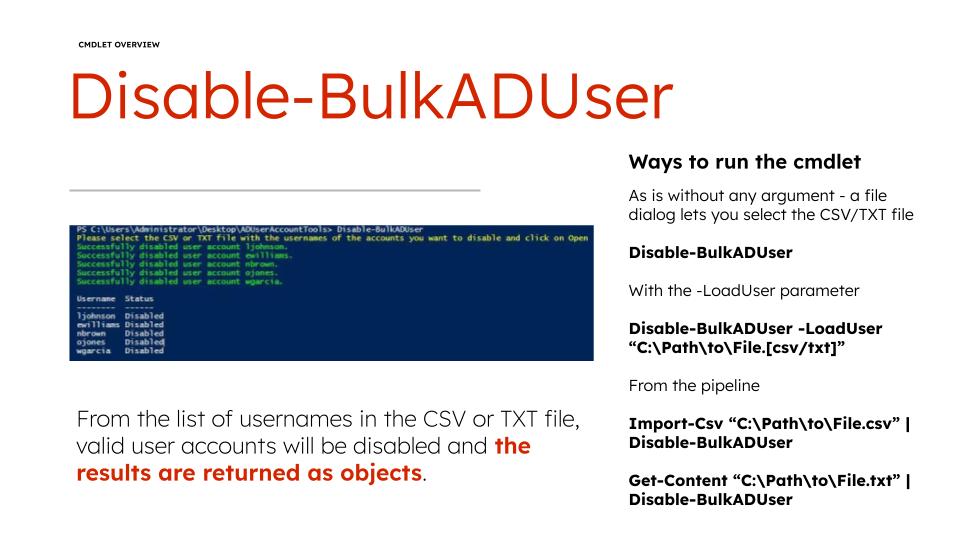 CMDLET OVERVIEW
Disable-BulkADUser
PS C:\Users\Administrator\Desktop\ADUserAccountTools> Disable-BulkADUser
Please select the CSV or TXT file with the usernames of the accounts you want to disable and click on Open
Successfully disabled user account ljohnson.
Successfully disabled user account ewilliams.
Successfully disabled user account nbrown.
Successfully disabled user account ojones.
Successfully disabled user account wgarcia.
Username Status
-------- ------
ljohnson Disabled
ewilliams Disabled
nbrown Disabled
ojones Disabled
wgarcia Disabled
From the list of usernames in the CSV or TXT file,
valid user accounts will be disabled and the
results are returned as objects.
Ways to run the cmdlet
As is without any argument - a file
dialog lets you select the CSV/TXT file
Disable-BulkADUser
With the -LoadUser parameter
Disable-BulkADUser -LoadUser
“C:\Path\to\File.[csv/txt]”
From the pipeline
Import-Csv “C:\Path\to\File.csv” |
Disable-BulkADUser
Get-Content “C:\Path\to\File.txt” |
Disable-BulkADUser